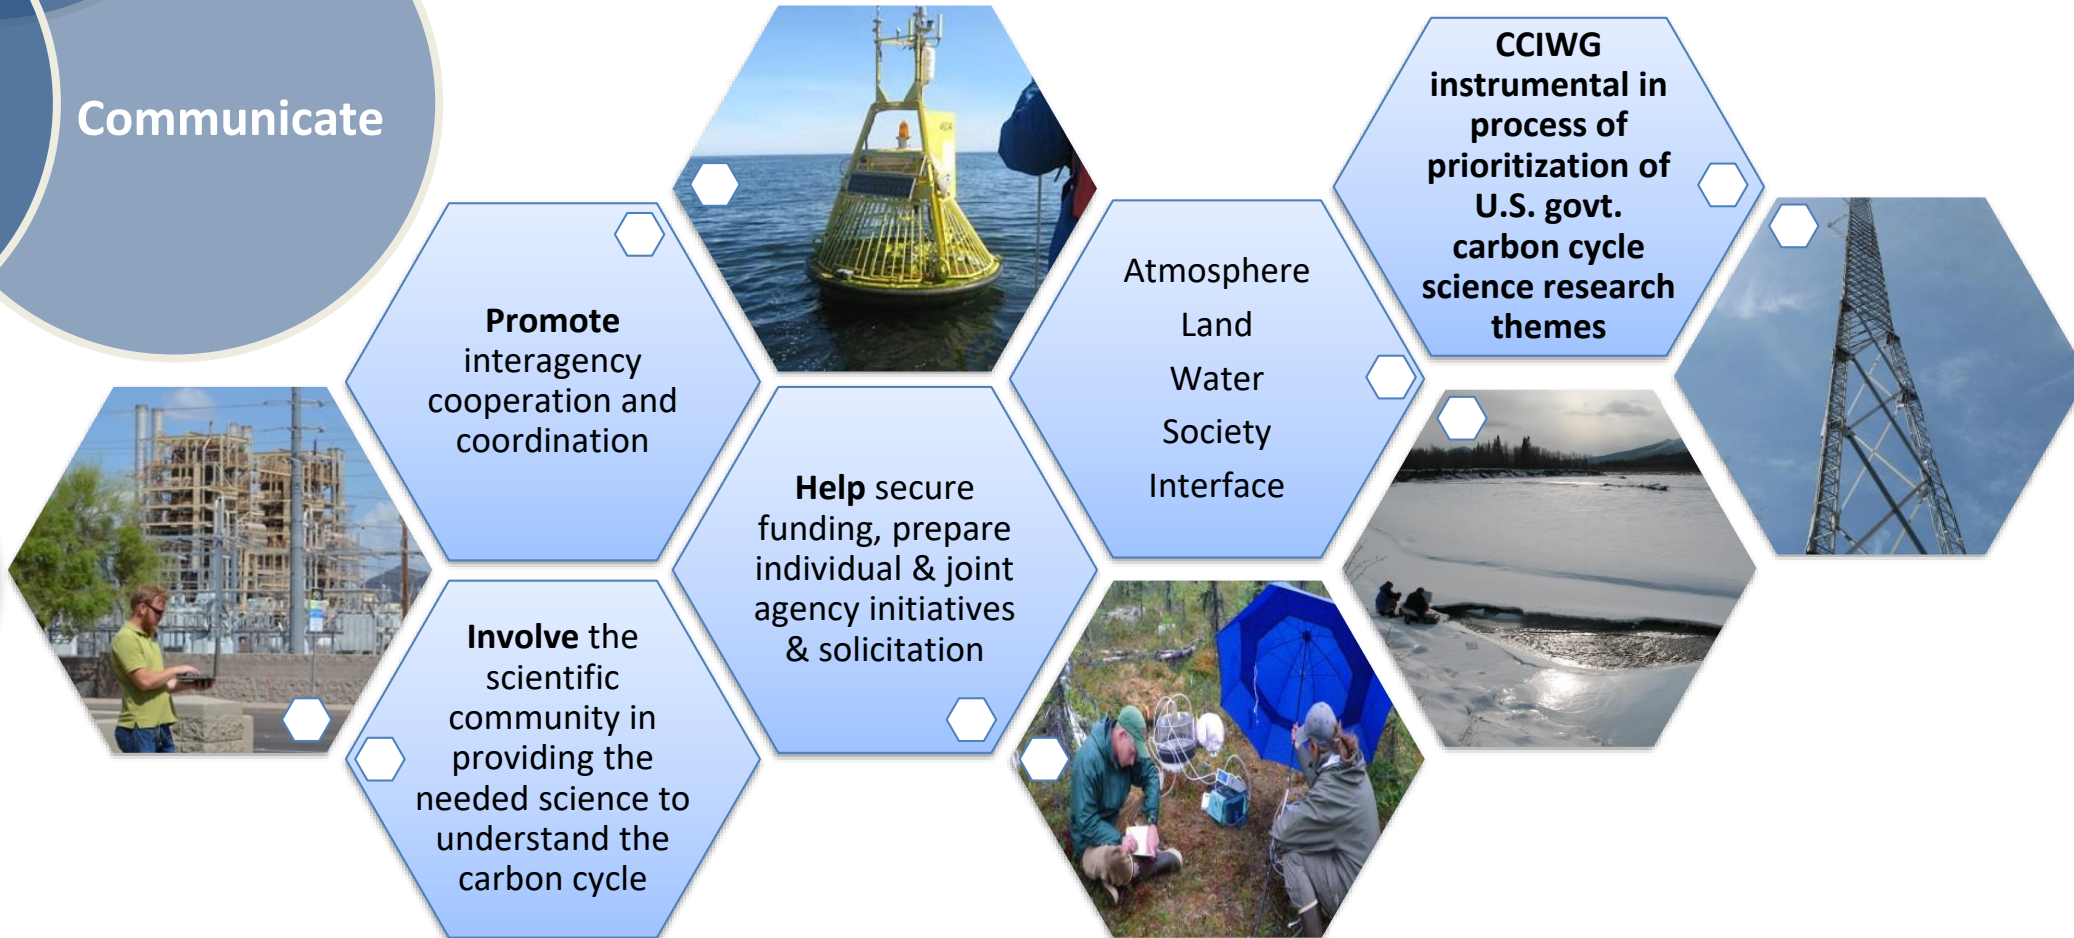 Communicate
Promote
interagency
cooperation and
coordination
Involve the
scientific
community in
providing the
needed science to
understand the
carbon cycle
Help secure
funding, prepare
individual & joint
agency initiatives
& solicitation
Atmosphere
Land
Water
Society
Interface
CCIWG
instrumental in
process of
prioritization of
U.S. govt.
carbon cycle
science research
themes